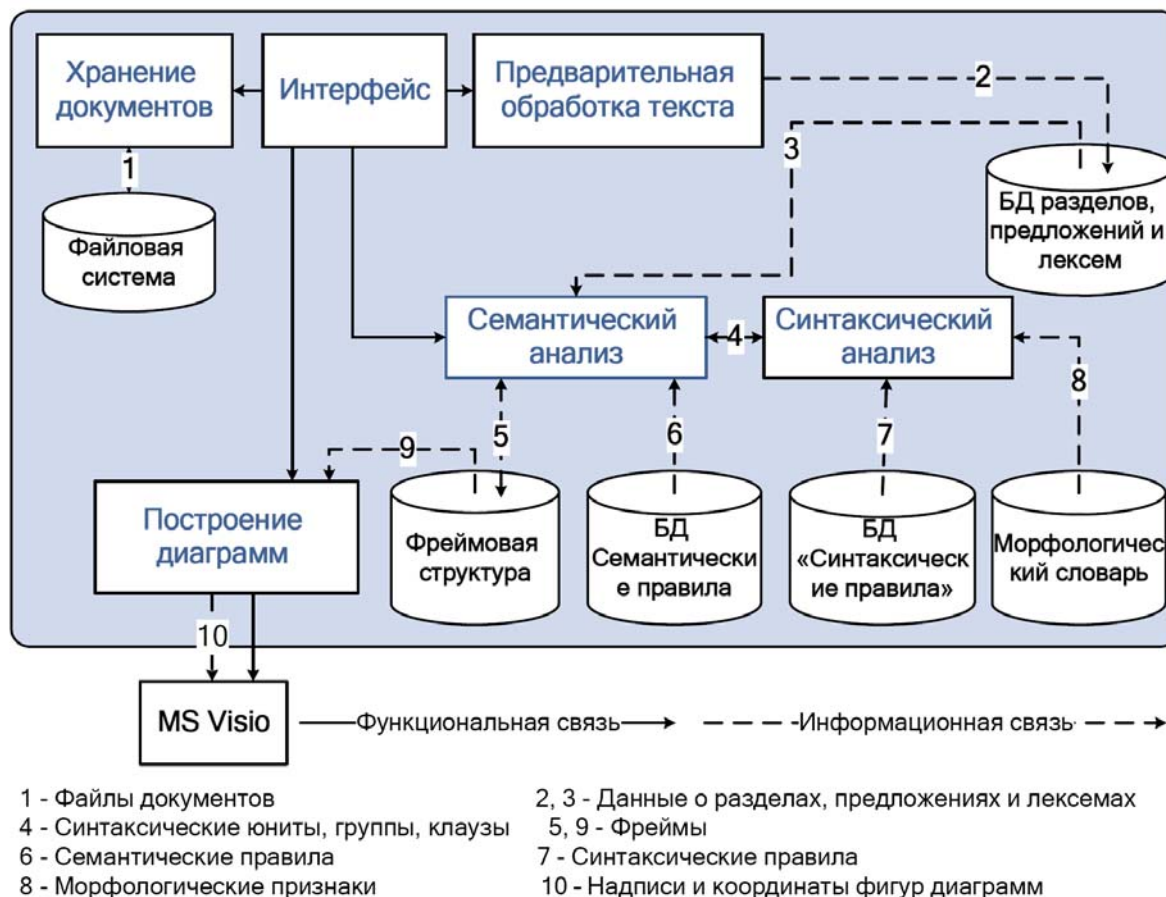 Хранение
документов
Интерфейс
Предварительная
обработка текста
2
3
1
Файловая
система
БД разделов,
предложений и
лексем
Семантический
анализ
4
Синтаксический
анализ
8
5
6
7
9
Построение
диаграмм
Фреймовая
структура
БД
Семантически
е правила
БД
«Синтаксическ
ие правила»
Морфологичес
кий словарь
10
MS Visio
Функциональная связь
Информационная связь
1 - Файлы документов
2, 3 - Данные о разделах, предложениях и лексемах
4 - Синтаксические юниты, группы, клаузы
5, 9 - Фреймы
6 - Семантические правила
7 - Синтаксические правила
8 - Морфологические признаки
10 - Надписи и координаты фигур диаграмм